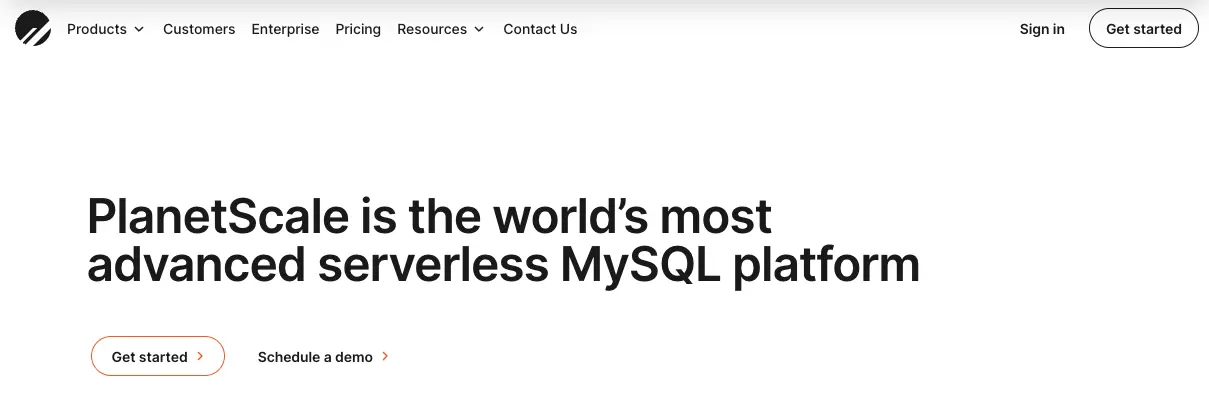 Products Customers Enterprise Pricing Resources Contact Us Sign in Get started
PlanetScale is the world’s most
advanced serverless MySQL platform
Get started Schedule a demo